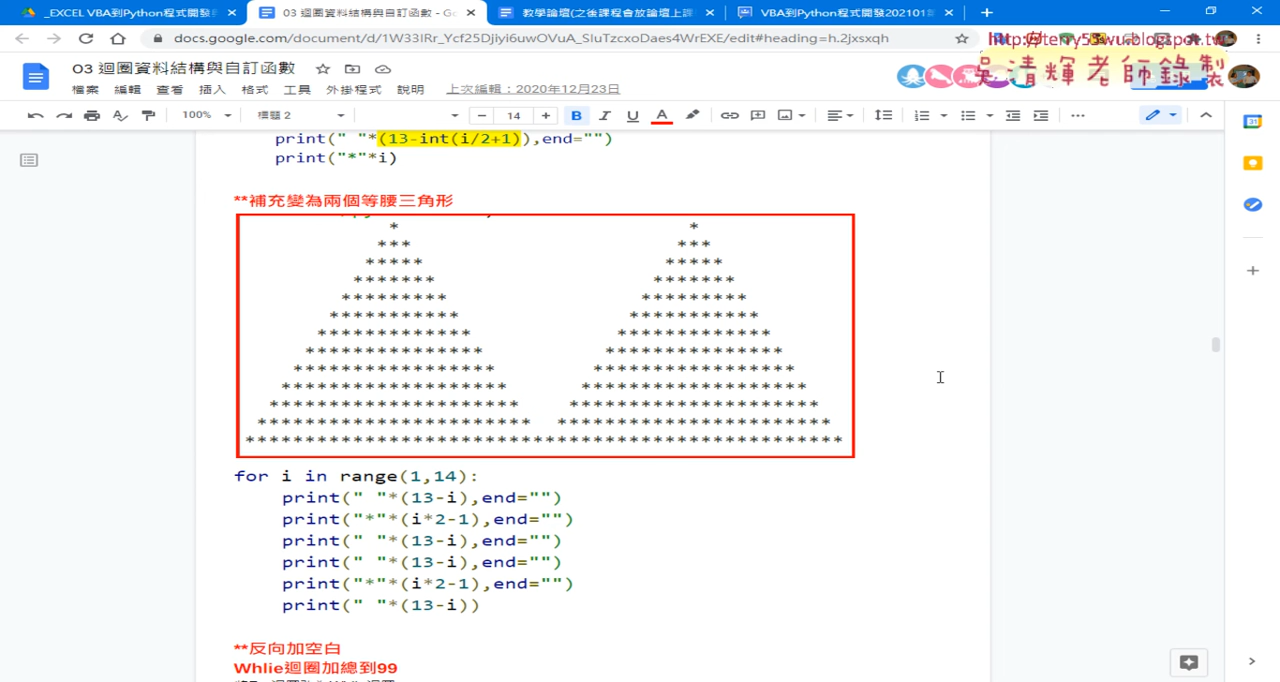 _EXCEL VBA到Python程式開發
03 迴圈資料結構與自訂函數 - Go
教學論壇(之後課程會放論壇上課
VBA到Python程式開發202101
docs.google.com/document/d/1W33IRr_Ycf25Djiyi6uwOVuA_SIuTzcxoDaes4WrEXE/edit#heading=h.2jxsxqh
http://terry55wu.blogspot.tw
吳清輝老師錄製
03 迴圈資料結構與自訂函數
檔案 編輯 查看 插入 格式 工具 外掛程式 說明 上次編輯：2020年12月23日
100% 標題 2 14 B I U A
print(" "*(13-int(i/2+1)),end="")
print("*"*i)
**補充變為兩個等腰三角形
* *
*** ***
***** *****
******* *******
********* *********
*********** ***********
************* *************
*************** ***************
***************** *****************
******************* *******************
********************* *********************
*********************** ***********************
**************************************************
for i in range(1,14):
print(" "*(13-i),end="")
print("*"*(i*2-1),end="")
print(" "*(13-i),end="")
print(" "*(13-i),end="")
print("*"*(i*2-1),end="")
print(" "*(13-i))
**反向加空白
Whlie迴圈加總到99